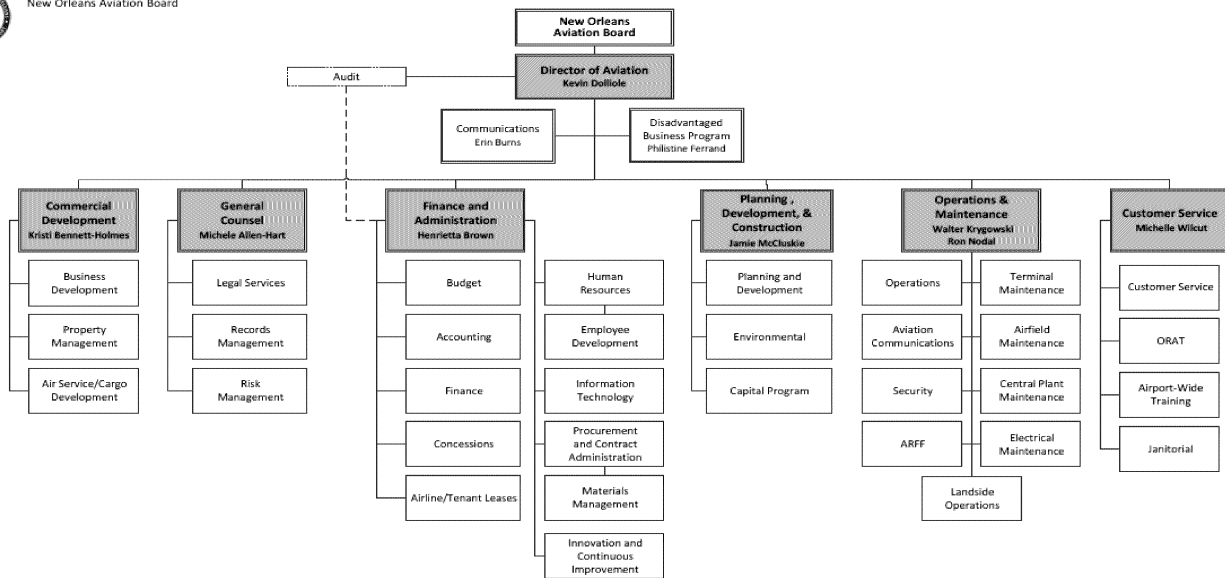 New Orleans Aviation Board
New Orleans
Aviation Board
Director of Aviation
Kevin Dolliole
Audit
Communications
Erin Burns
Disadvantaged
Business Program
Philistine Ferrand
Commercial
Development
Kristi Bennett-Holmes
General
Counsel
Michele Allen-Hart
Finance and
Administration
Henrietta Brown
Planning ,
Development, &
Construction
Jamie McCluskie
Operations &
Maintenance
Walter Krygowski
Ron Nodal
Customer Service
Michelle Wilcut
Business
Development
Property
Management
Air Service/Cargo
Development
Legal Services
Records
Management
Risk
Management
Budget
Accounting
Finance
Concessions
Airline/Tenant Leases
Human
Resources
Employee
Development
Information
Technology
Procurement
and Contract
Administration
Materials
Management
Innovation and
Continuous
Improvement
Planning and
Development
Environmental
Capital Program
Operations
Aviation
Communications
Security
ARFF
Terminal
Maintenance
Airfield
Maintenance
Central Plant
Maintenance
Electrical
Maintenance
Landside
Operations
Customer Service
ORAT
Airport-Wide
Training
Janitorial